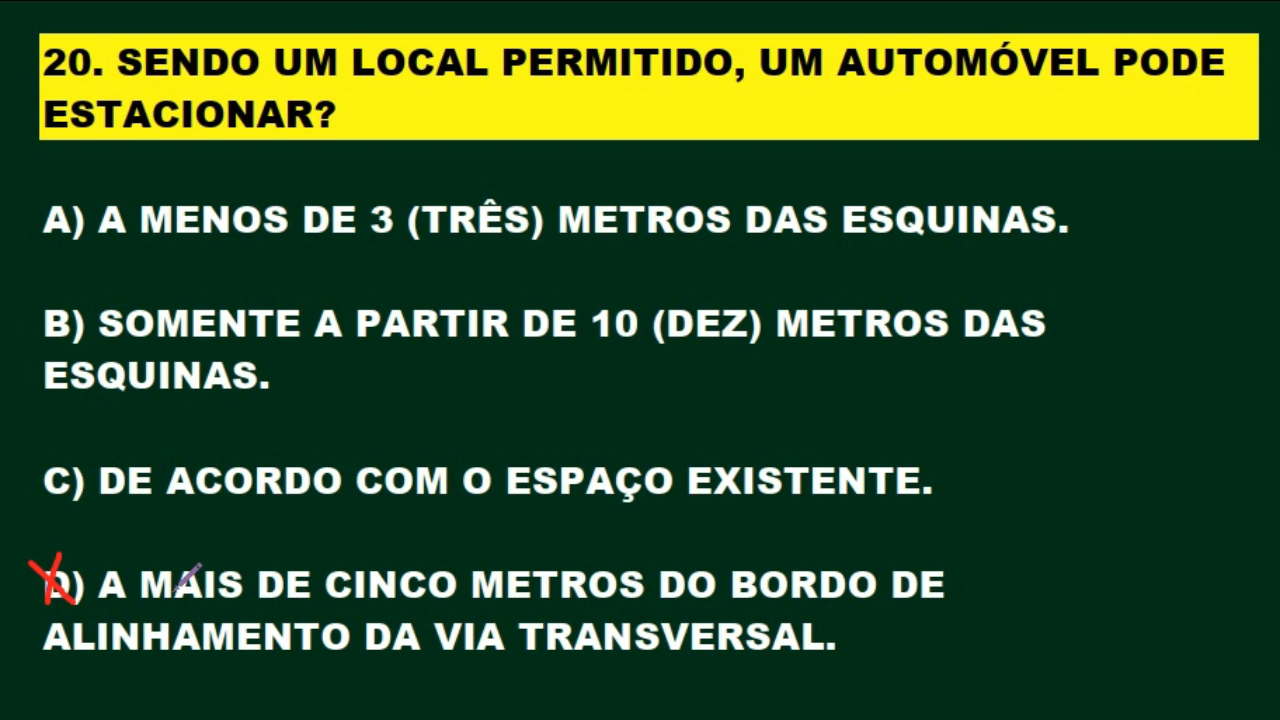 20. SENDO UM LOCAL PERMITIDO, UM AUTOMÓVEL PODE
ESTACIONAR?
A) A MENOS DE 3 (TRÊS) METROS DAS ESQUINAS.
B) SOMENTE A PARTIR DE 10 (DEZ) METROS DAS
ESQUINAS.
C) DE ACORDO COM O ESPAÇO EXISTENTE.
D) A MAIS DE CINCO METROS DO BORDO DE
ALINHAMENTO DA VIA TRANSVERSAL.